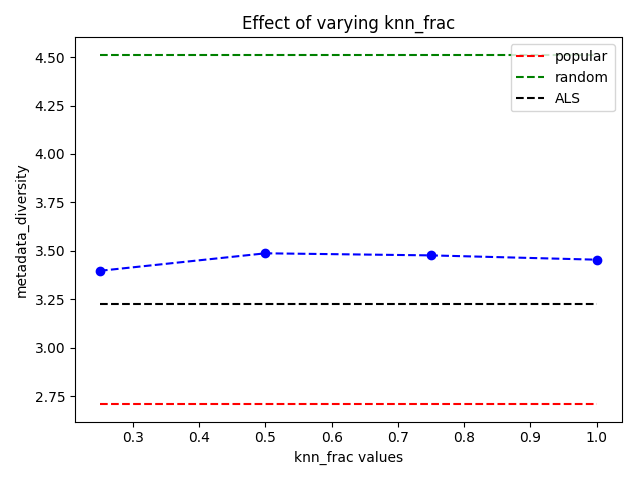 Effect of varying knn_frac
popular
random
ALS
4.50
4.25
4.00
3.75
3.50
3.25
3.00
2.75
metadata_diversity
0.3 0.4 0.5 0.6 0.7 0.8 0.9 1.0
knn_frac values